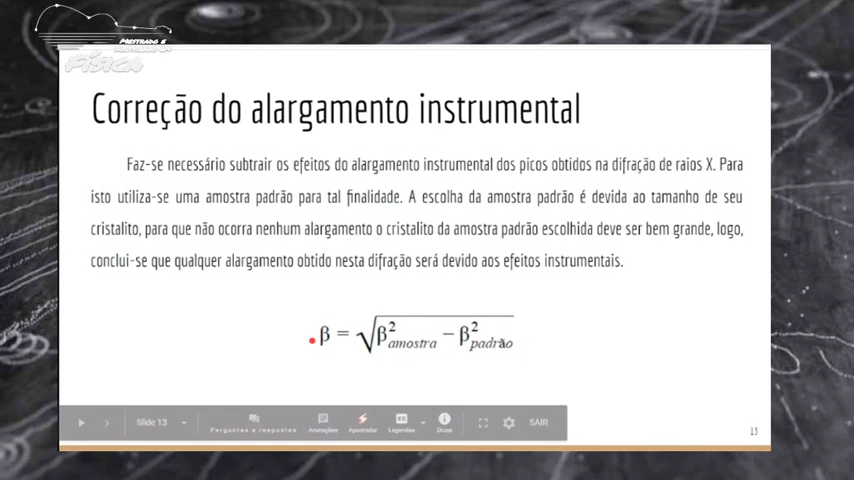 MESTRADO E
FÍSICA
Correção do alargamento instrumental
Faz-se necessário subtrair os efeitos do alargamento instrumental dos picos obtidos na difração de raios X. Para
isto utiliza-se uma amostra padrão para tal finalidade. A escolha da amostra padrão é devida ao tamanho de seu
cristalito, para que não ocorra nenhum alargamento o cristalito da amostra padrão escolhida deve ser bem grande, logo,
conclui-se que qualquer alargamento obtido nesta difração será devido aos efeitos instrumentais.
β = √(β²amostra − β²padrão)
Slide 13
Perguntas e respostas
Anotações
Apontador
Legendas
Dicas
SAIR
13